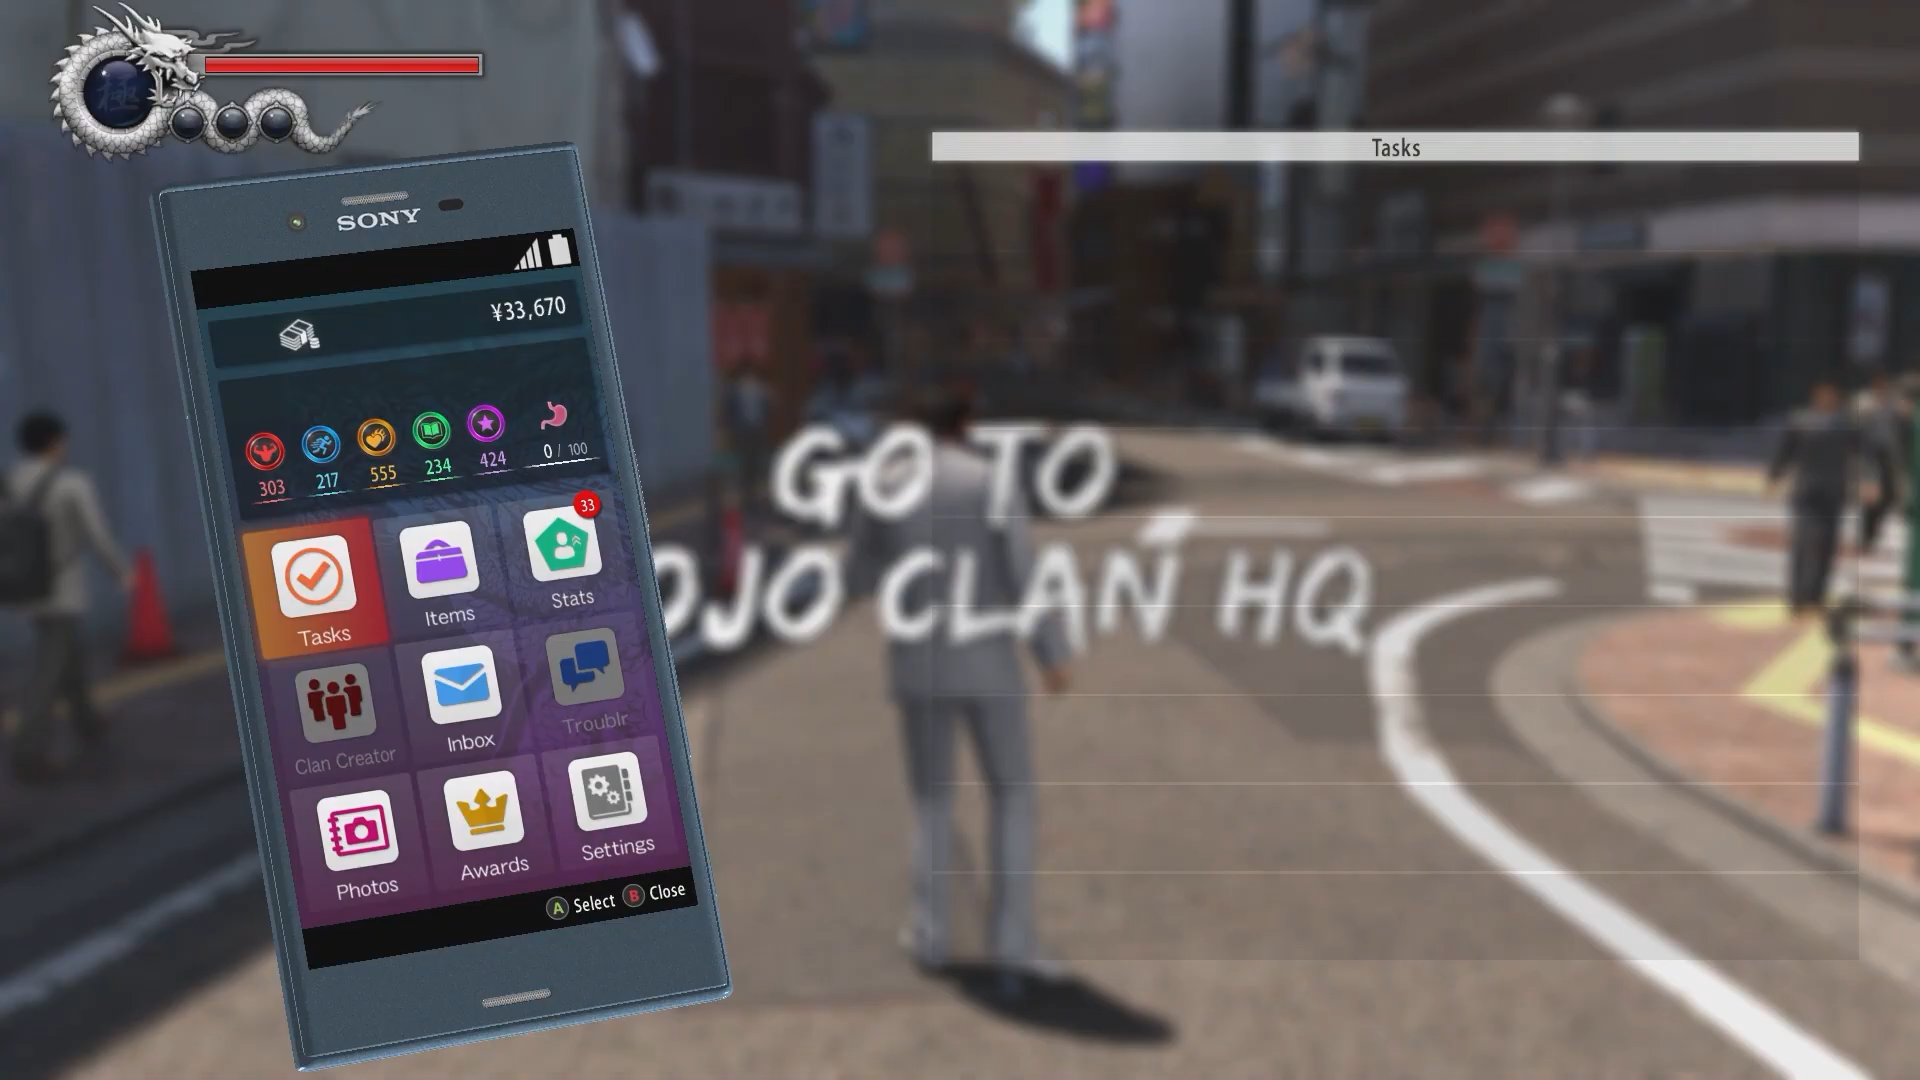 極
Tasks
SONY
¥33,670
303
217
555
234
424
0 / 100
33
Tasks
Items
Stats
Clan Creator
Inbox
Troublr
Photos
Awards
Settings
A Select B Close
GO TO
OJO CLAN HQ